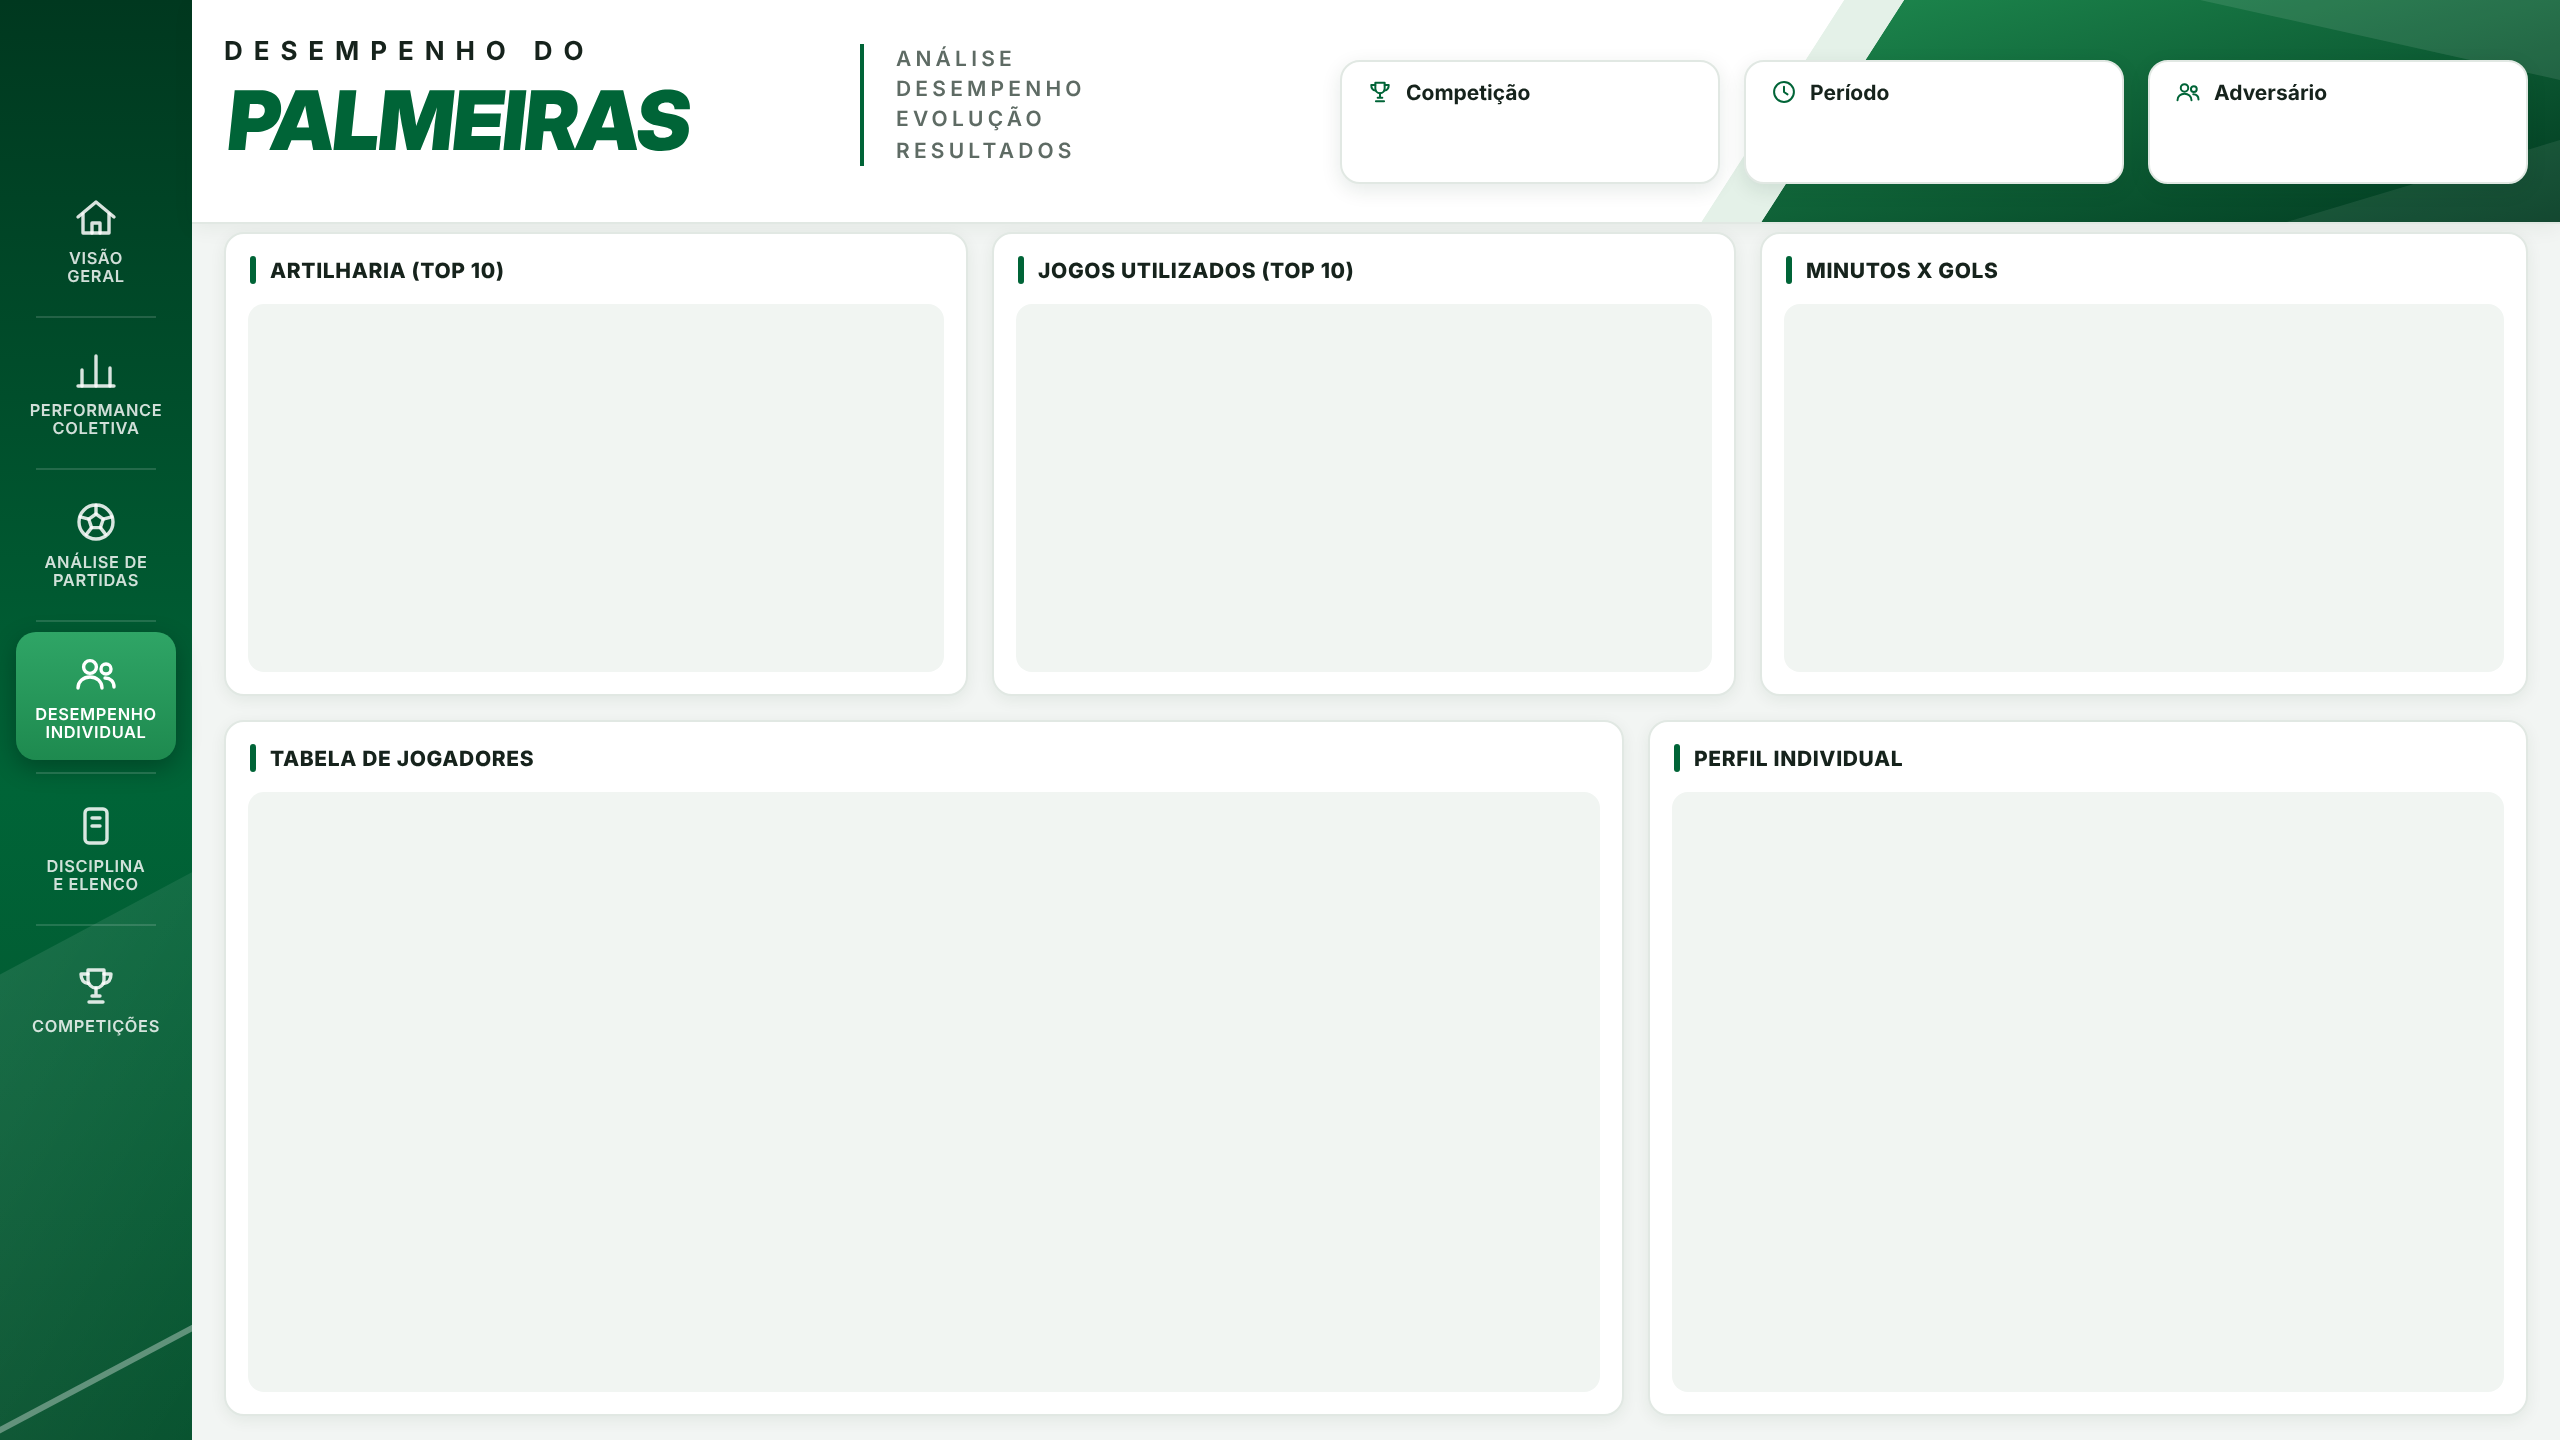 DESEMPENHO DO
PALMEIRAS
ANÁLISE
DESEMPENHO
EVOLUÇÃO
RESULTADOS
Competição
Período
Adversário
VISÃO
GERAL
PERFORMANCE
COLETIVA
ANÁLISE DE
PARTIDAS
DESEMPENHO
INDIVIDUAL
DISCIPLINA
E ELENCO
COMPETIÇÕES
ARTILHARIA (TOP 10)
JOGOS UTILIZADOS (TOP 10)
MINUTOS X GOLS
TABELA DE JOGADORES
PERFIL INDIVIDUAL